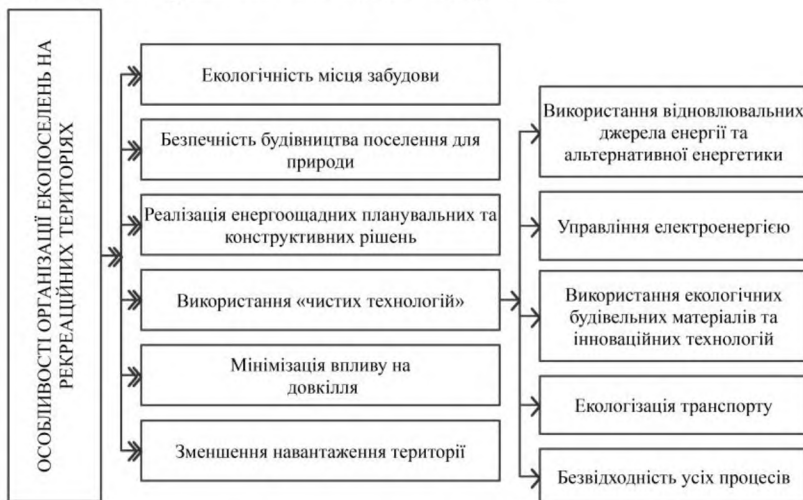 ОСОБЛИВОСТІ ОРГАНІЗАЦІЇ ЕКОПОСЕЛЕНЬ НА
РЕКРЕАЦІЙНИХ ТЕРИТОРІЯХ
Екологічність місця забудови
Безпечність будівництва поселення для
природи
Реалізація енергоощадних планувальних та
конструктивних рішень
Використання «чистих технологій»
Мінімізація впливу на
довкілля
Зменшення навантаження території
Використання відновлювальних
джерела енергії та
альтернативної енергетики
Управління електроенергією
Використання екологічних
будівельних матеріалів та
інноваційних технологій
Екологізація транспорту
Безвідходність усіх процесів